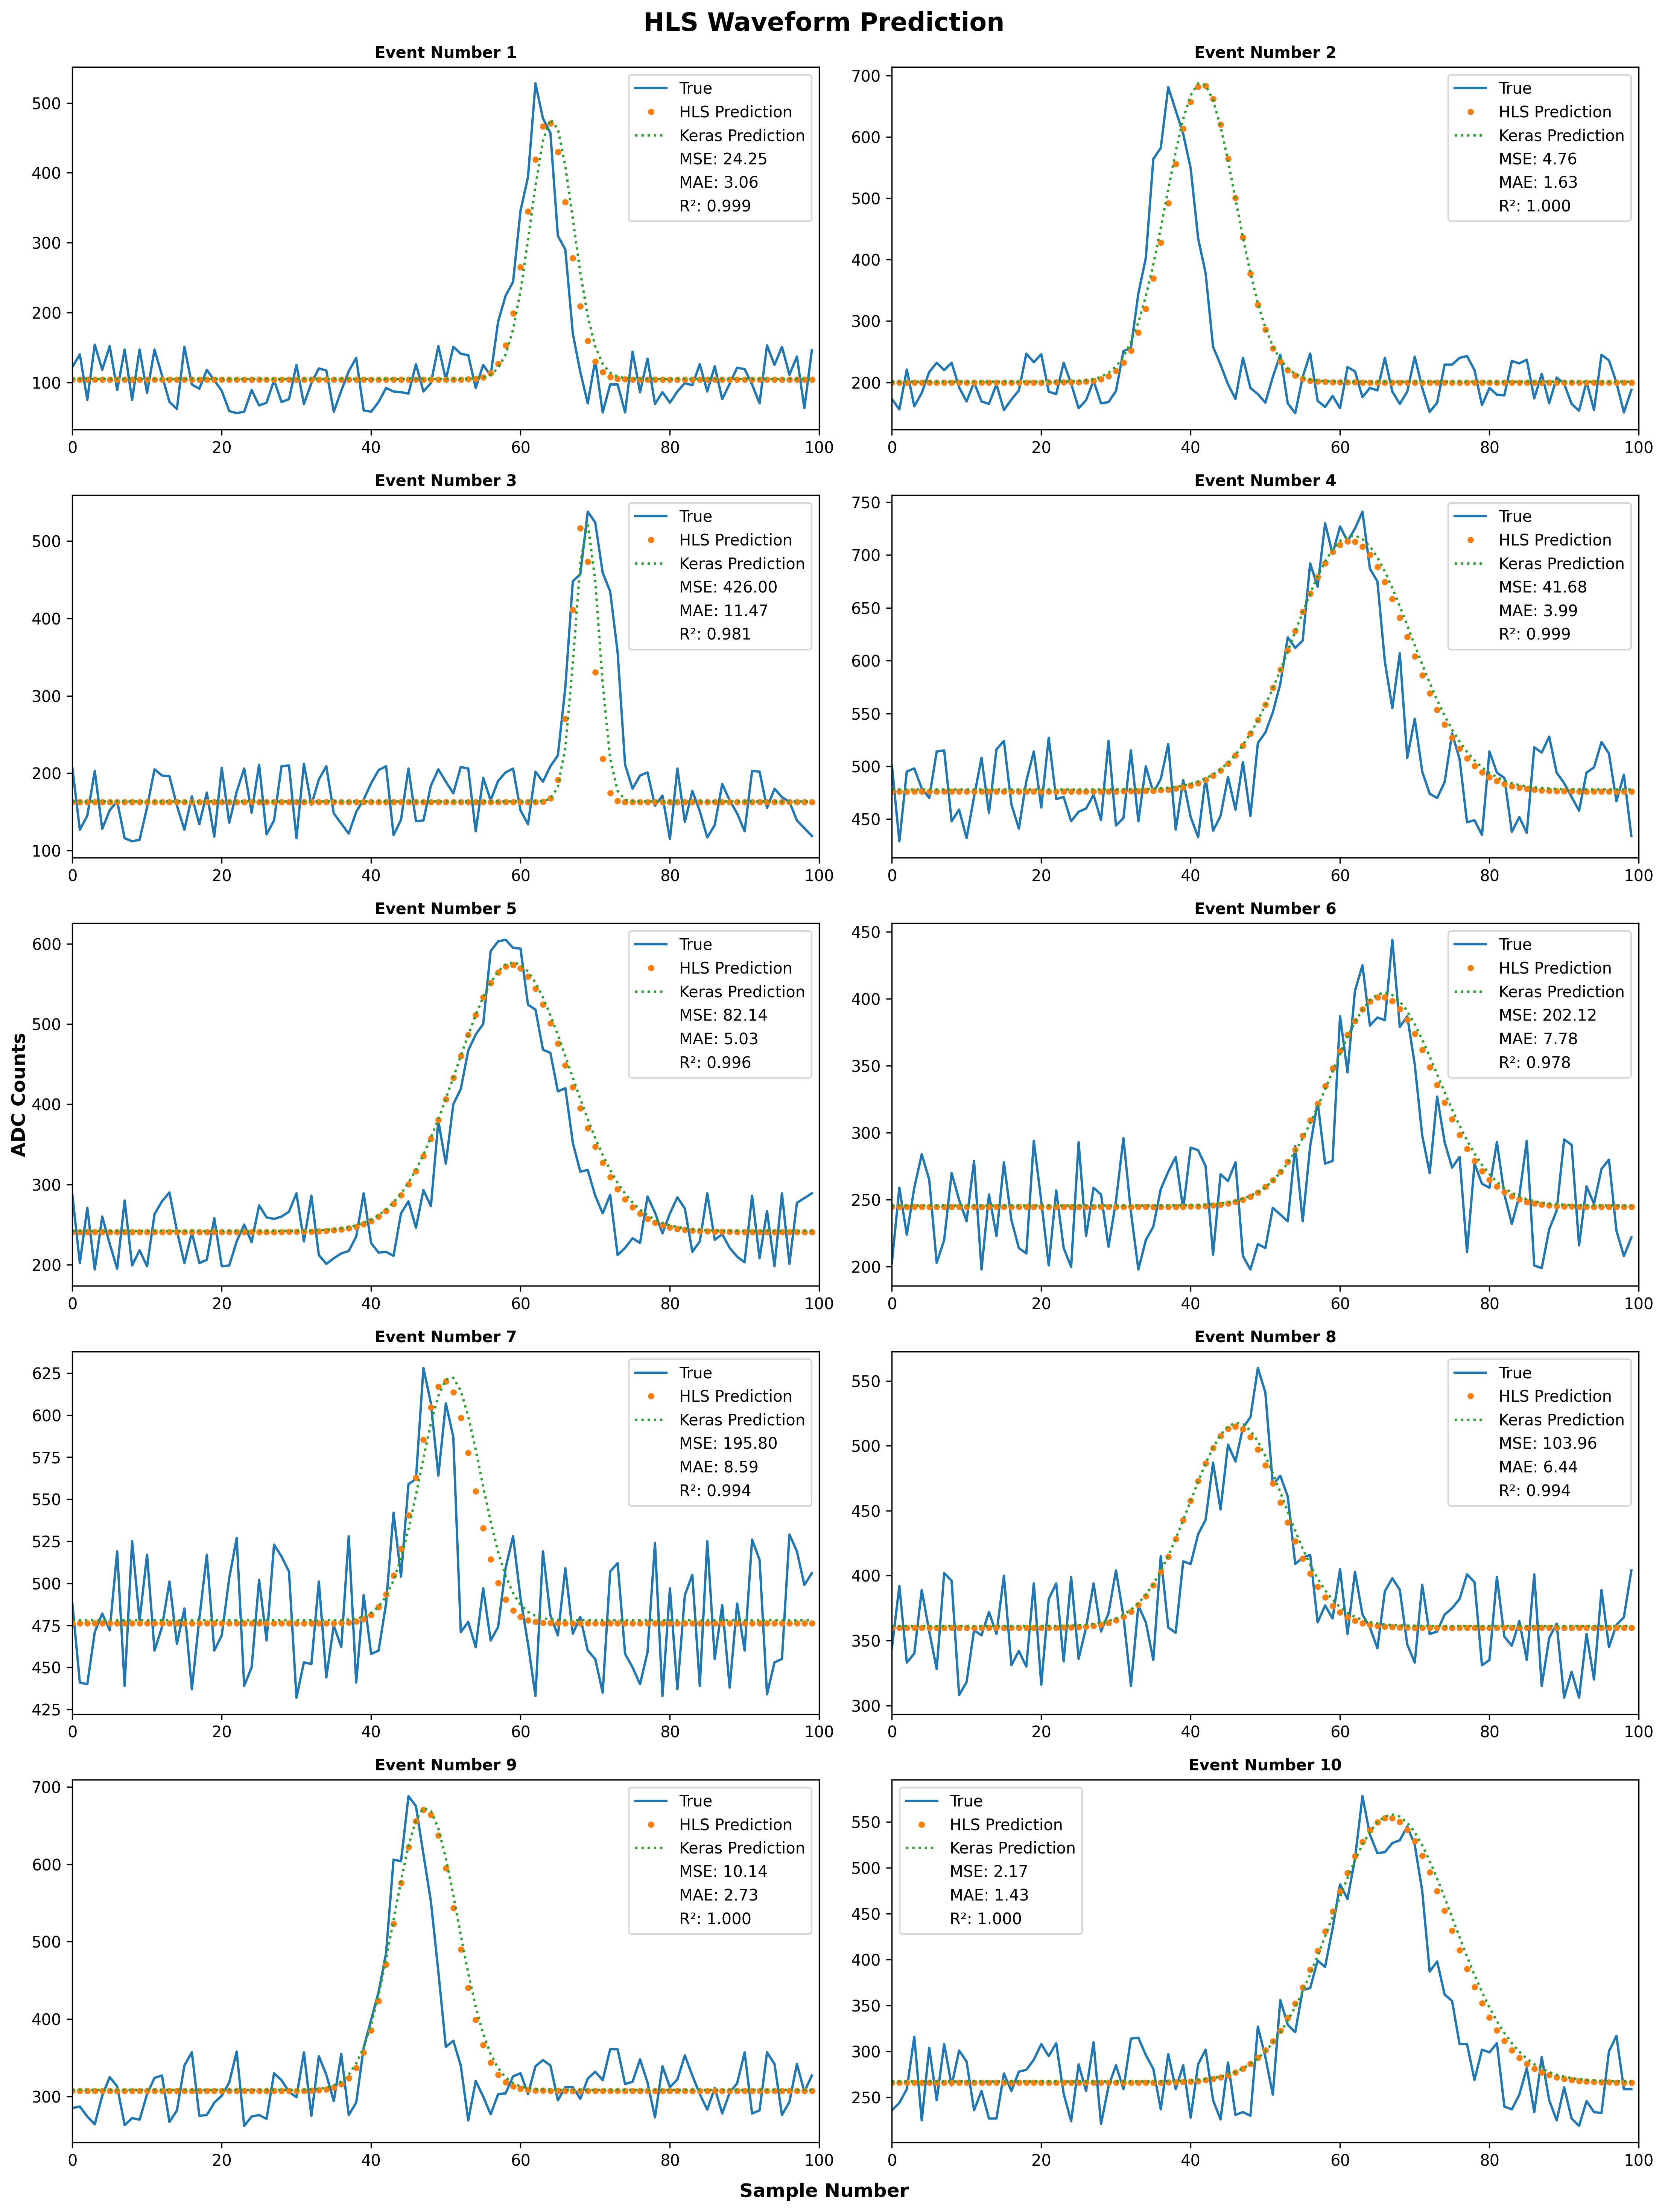 HLS Waveform Prediction
Event Number 1
500
400
300
200
100
0 20 40 60 80 100
True
HLS Prediction
Keras Prediction
MSE: 24.25
MAE: 3.06
R²: 0.999
Event Number 2
700
600
500
400
300
200
0 20 40 60 80 100
True
HLS Prediction
Keras Prediction
MSE: 4.76
MAE: 1.63
R²: 1.000
Event Number 3
500
400
300
200
100
0 20 40 60 80 100
True
HLS Prediction
Keras Prediction
MSE: 426.00
MAE: 11.47
R²: 0.981
Event Number 4
750
700
650
600
550
500
450
0 20 40 60 80 100
True
HLS Prediction
Keras Prediction
MSE: 41.68
MAE: 3.99
R²: 0.999
ADC Counts
Event Number 5
600
500
400
300
200
0 20 40 60 80 100
True
HLS Prediction
Keras Prediction
MSE: 82.14
MAE: 5.03
R²: 0.996
Event Number 6
450
400
350
300
250
200
0 20 40 60 80 100
True
HLS Prediction
Keras Prediction
MSE: 202.12
MAE: 7.78
R²: 0.978
Event Number 7
625
600
575
550
525
500
475
450
425
0 20 40 60 80 100
True
HLS Prediction
Keras Prediction
MSE: 195.80
MAE: 8.59
R²: 0.994
Event Number 8
550
500
450
400
350
300
0 20 40 60 80 100
True
HLS Prediction
Keras Prediction
MSE: 103.96
MAE: 6.44
R²: 0.994
Event Number 9
700
600
500
400
300
0 20 40 60 80 100
True
HLS Prediction
Keras Prediction
MSE: 10.14
MAE: 2.73
R²: 1.000
Event Number 10
550
500
450
400
350
300
250
0 20 40 60 80 100
True
HLS Prediction
Keras Prediction
MSE: 2.17
MAE: 1.43
R²: 1.000
Sample Number